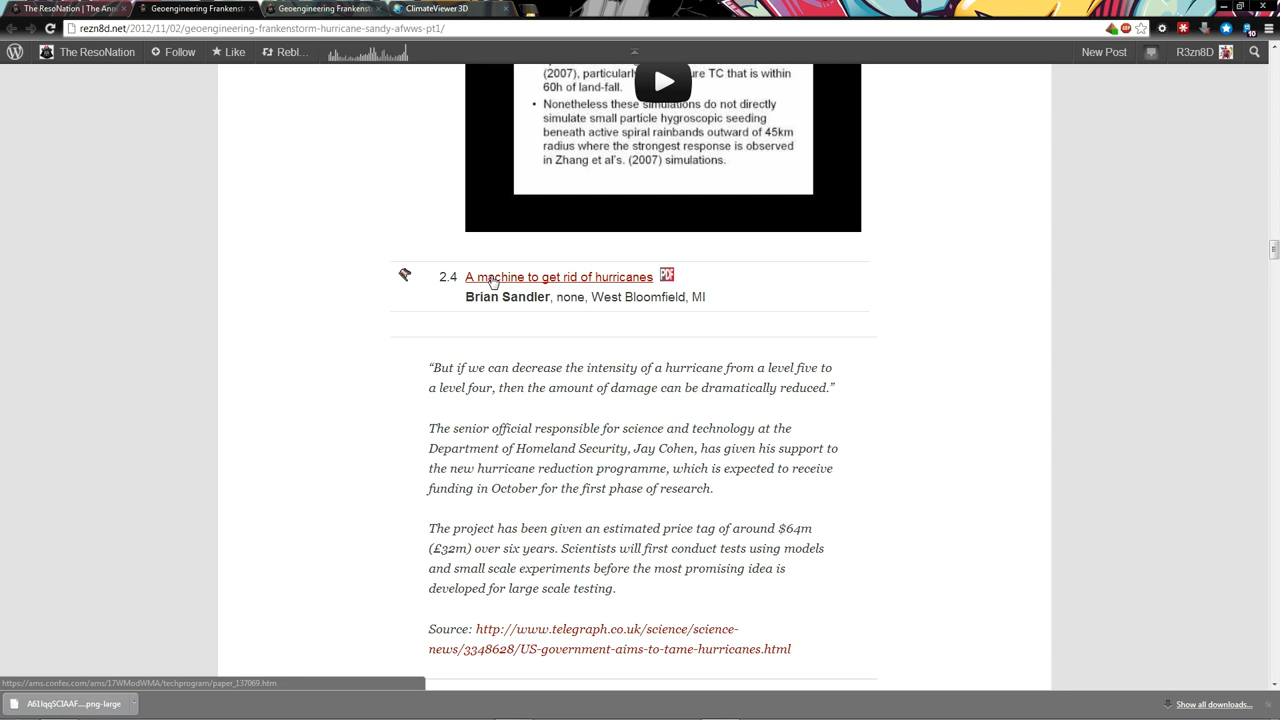 The ResoNation | The Ann
Geoengineering Frankenst
Geoengineering Frankenst
ClimateViewer 3D
rezn8d.net/2012/11/02/geoengineering-frankenstorm-hurricane-sandy-afwws-pt1/
The ResoNation
Follow
Like
Rebl...
New Post
R3znD8
(2007), particularly
ure TC that is within
60h of land-fall.
• Nonetheless these simulations do not directly
simulate small particle hygroscopic seeding
beneath active spiral rainbands outward of 45km
radius where the strongest response is observed
in Zhang et al's. (2007) simulations.
2.4 A machine to get rid of hurricanes PDF
Brian Sandler, none, West Bloomfield, MI
“But if we can decrease the intensity of a hurricane from a level five to
a level four, then the amount of damage can be dramatically reduced.”
The senior official responsible for science and technology at the
Department of Homeland Security, Jay Cohen, has given his support to
the new hurricane reduction programme, which is expected to receive
funding in October for the first phase of research.
The project has been given an estimated price tag of around $64m
(£32m) over six years. Scientists will first conduct tests using models
and small scale experiments before the most promising idea is
developed for large scale testing.
Source: http://www.telegraph.co.uk/science/science-
news/3348628/US-government-aims-to-tame-hurricanes.html
https://ams.confex.com/ams/17WModWMA/techprogram/paper_137069.htm
A61IqqSCIAAF....png-large
Show all downloads...